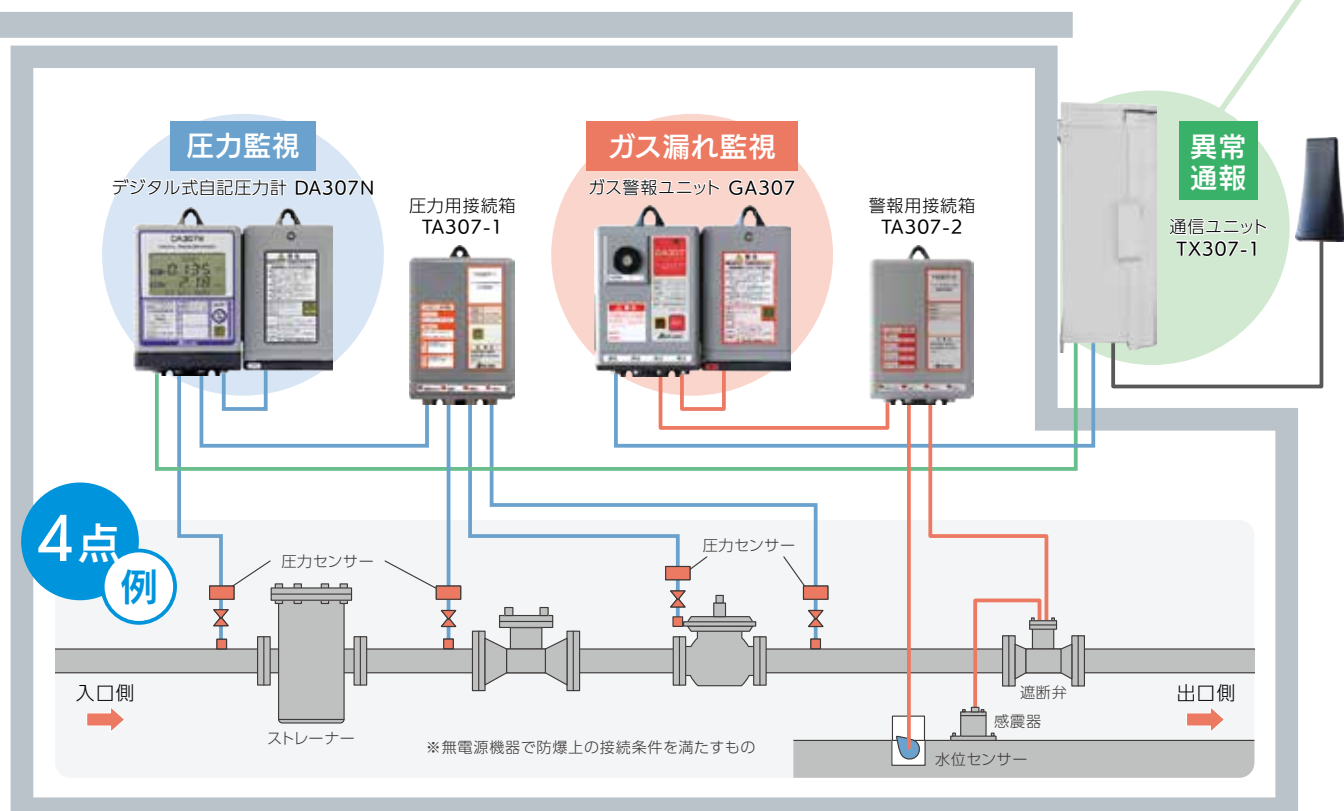 圧力監視
デジタル式自記圧力計 DA307N
圧力用接続箱
TA307-1
ガス漏れ監視
ガス警報ユニット GA307
警報用接続箱
TA307-2
異常
通報
通信ユニット
TX307-1
DA307N
0.135
2.18
4点
例
圧力センサー
圧力センサー
入口側
ストレーナー
※無電源機器で防爆上の接続条件を満たすもの
遮断弁
感震器
水位センサー
出口側